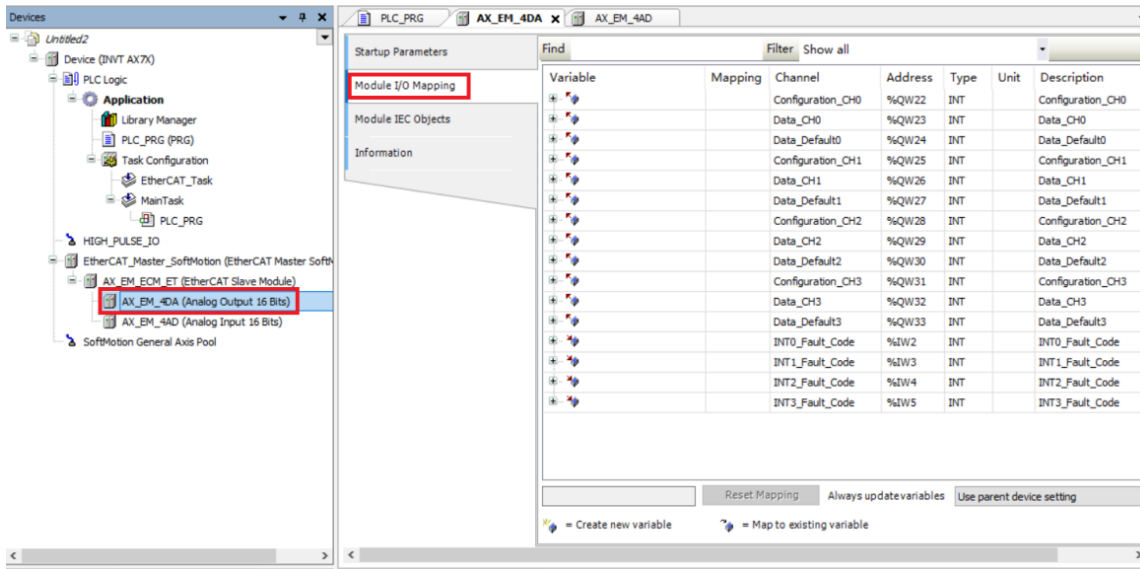 Devices
Untitled2
Device (INVT AX7X)
PLC Logic
Application
Library Manager
PLC_PRG (PRG)
Task Configuration
EtherCAT_Task
MainTask
PLC_PRG
HIGH_PULSE_IO
EtherCAT_Master_SoftMotion (EtherCAT Master Soft
AX_EM_ECM_ET (EtherCAT Slave Module)
AX_EM_4DA (Analog Output 16 Bits)
AX_EM_4AD (Analog Input 16 Bits)
SoftMotion General Axis Pool
PLC_PRG AX_EM_4DA AX_EM_4AD
Startup Parameters
Module I/O Mapping
Module IEC Objects
Information
Find Filter Show all
Variable Mapping Channel Address Type Unit Description
Configuration_CH0 %QW22 INT Configuration_CH0
Data_CH0 %QW23 INT Data_CH0
Data_Default0 %QW24 INT Data_Default0
Configuration_CH1 %QW25 INT Configuration_CH1
Data_CH1 %QW26 INT Data_CH1
Data_Default1 %QW27 INT Data_Default1
Configuration_CH2 %QW28 INT Configuration_CH2
Data_CH2 %QW29 INT Data_CH2
Data_Default2 %QW30 INT Data_Default2
Configuration_CH3 %QW31 INT Configuration_CH3
Data_CH3 %QW32 INT Data_CH3
Data_Default3 %QW33 INT Data_Default3
INT0_Fault_Code %IW2 INT INT0_Fault_Code
INT1_Fault_Code %IW3 INT INT1_Fault_Code
INT2_Fault_Code %IW4 INT INT2_Fault_Code
INT3_Fault_Code %IW5 INT INT3_Fault_Code
Reset Mapping Always update variables Use parent device setting
= Create new variable = Map to existing variable